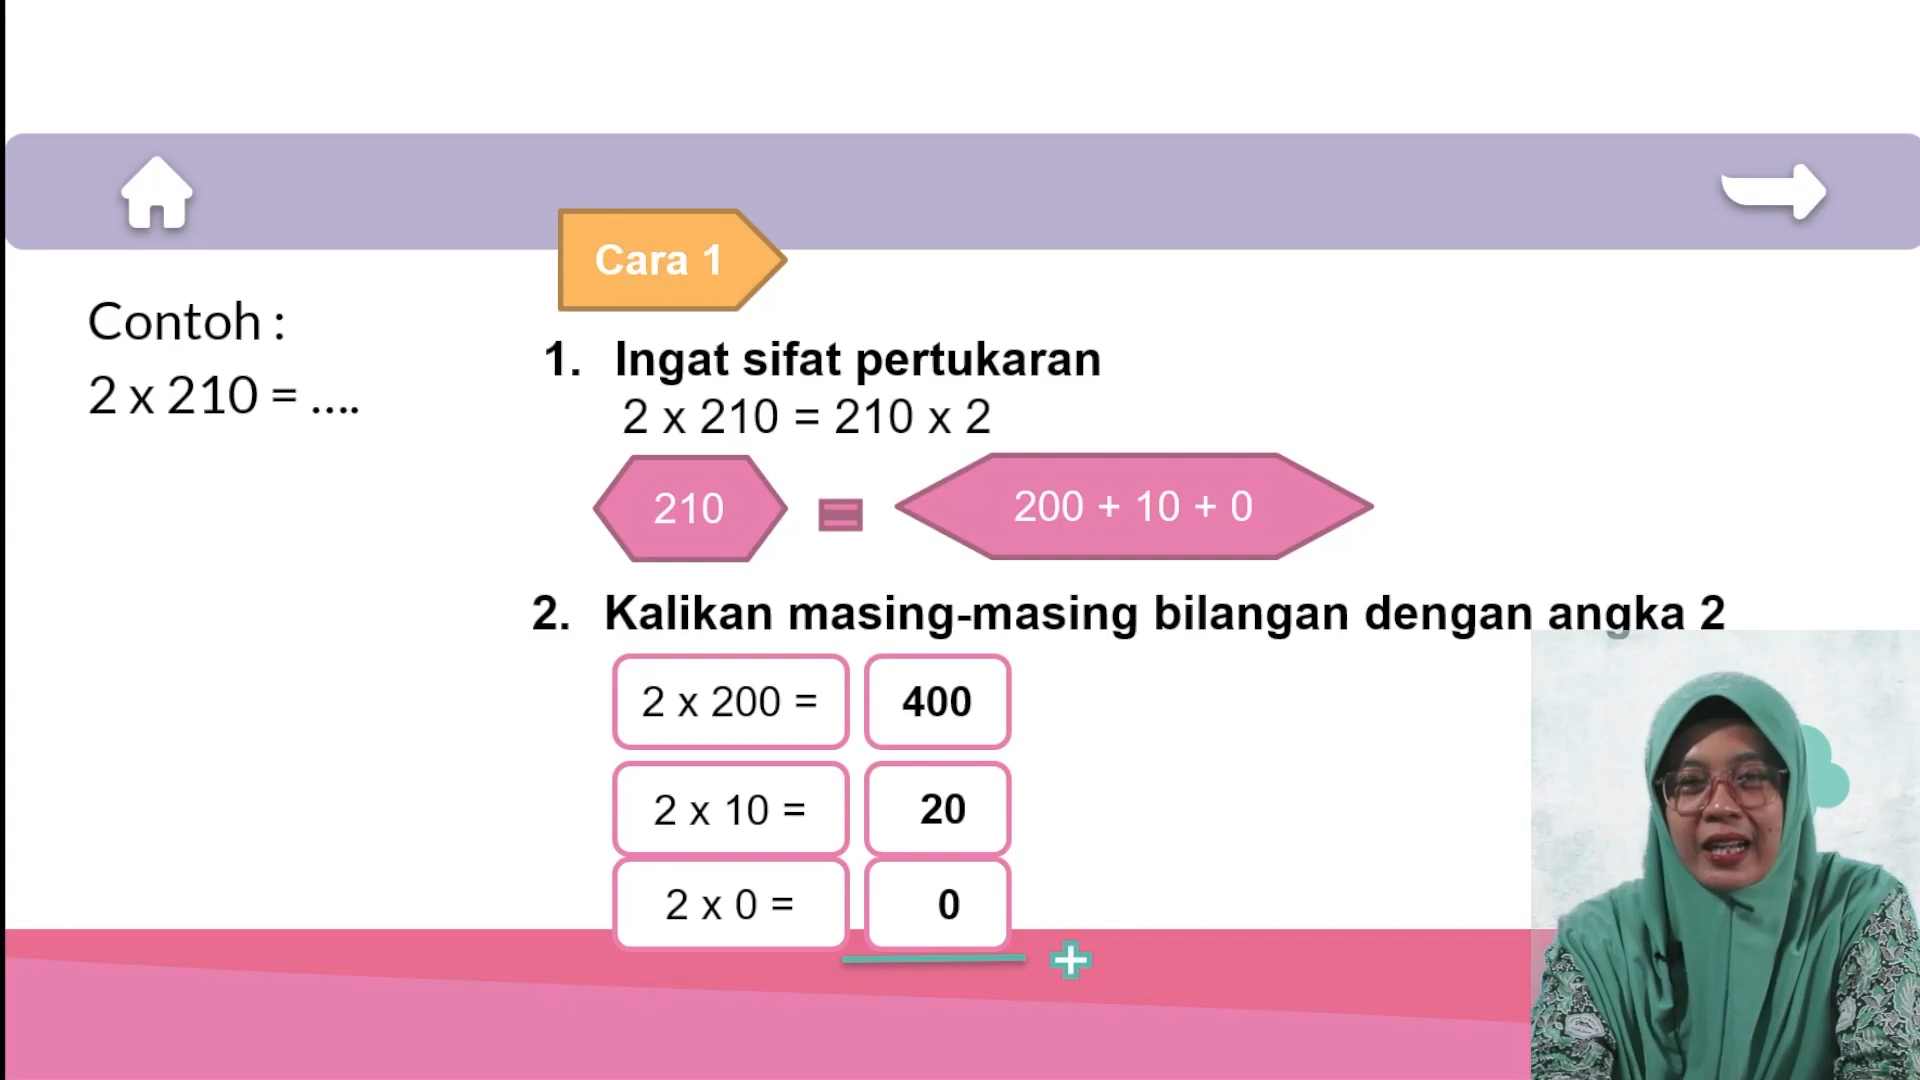 Cara 1
Contoh :
2 x 210 = ....
1. Ingat sifat pertukaran
2 x 210 = 210 x 2
210 = 200 + 10 + 0
2. Kalikan masing-masing bilangan dengan angka 2
2 x 200 = 400
2 x 10 = 20
2 x 0 = 0
+